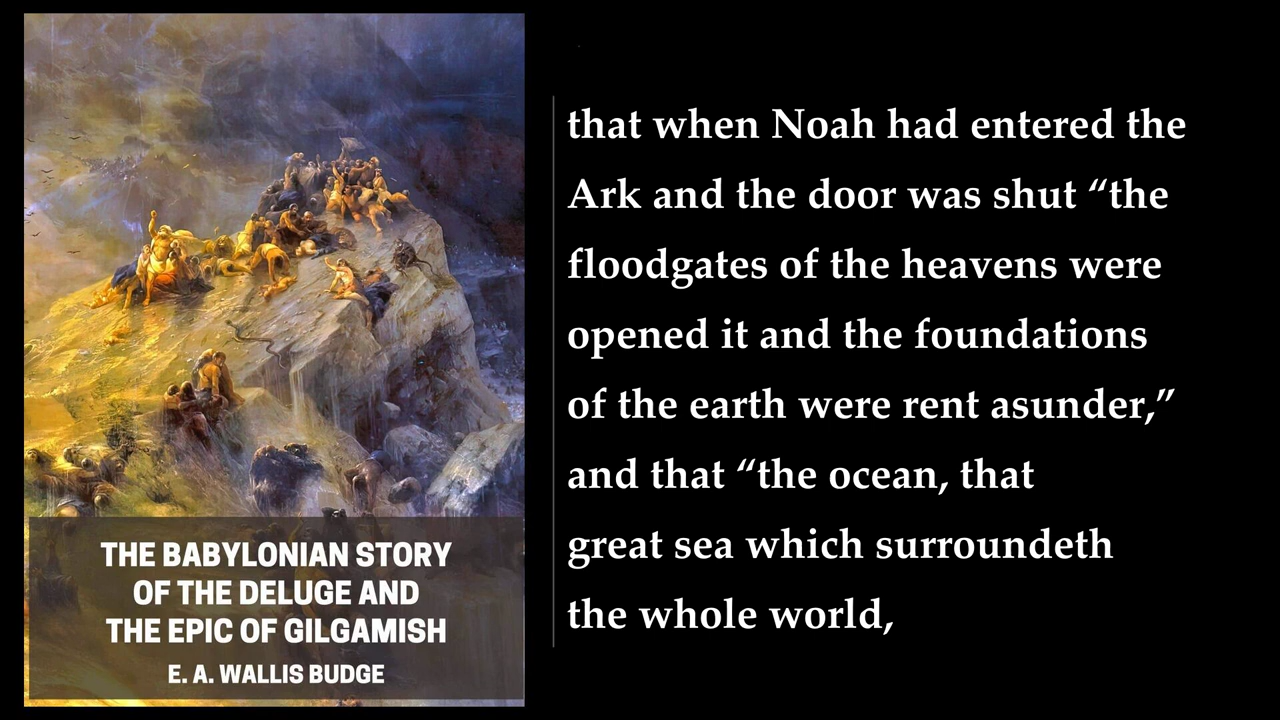 THE BABYLONIAN STORY
OF THE DELUGE AND
THE EPIC OF GILGAMISH
E. A. WALLIS BUDGE
that when Noah had entered the
Ark and the door was shut “the
floodgates of the heavens were
opened it and the foundations
of the earth were rent asunder,”
and that “the ocean, that
great sea which surroundeth
the whole world,